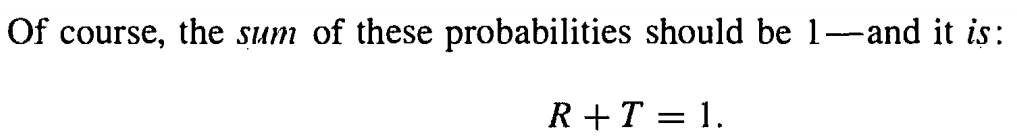 Of course, the sum of these probabilities should be 1—and it is:
R + T = 1.